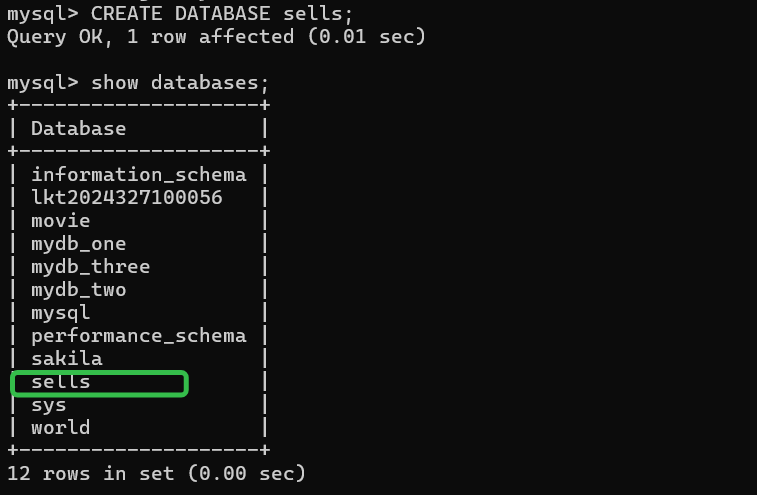 mysql> CREATE DATABASE sells;
Query OK, 1 row affected (0.01 sec)
mysql> show databases;
+--------------------+
| Database           |
+--------------------+
| information_schema |
| lkt2024327100056   |
| movie              |
| mydb_one           |
| mydb_three         |
| mydb_two           |
| mysql              |
| performance_schema |
| sakila             |
| sells              |
| sys                |
| world              |
+--------------------+
12 rows in set (0.00 sec)